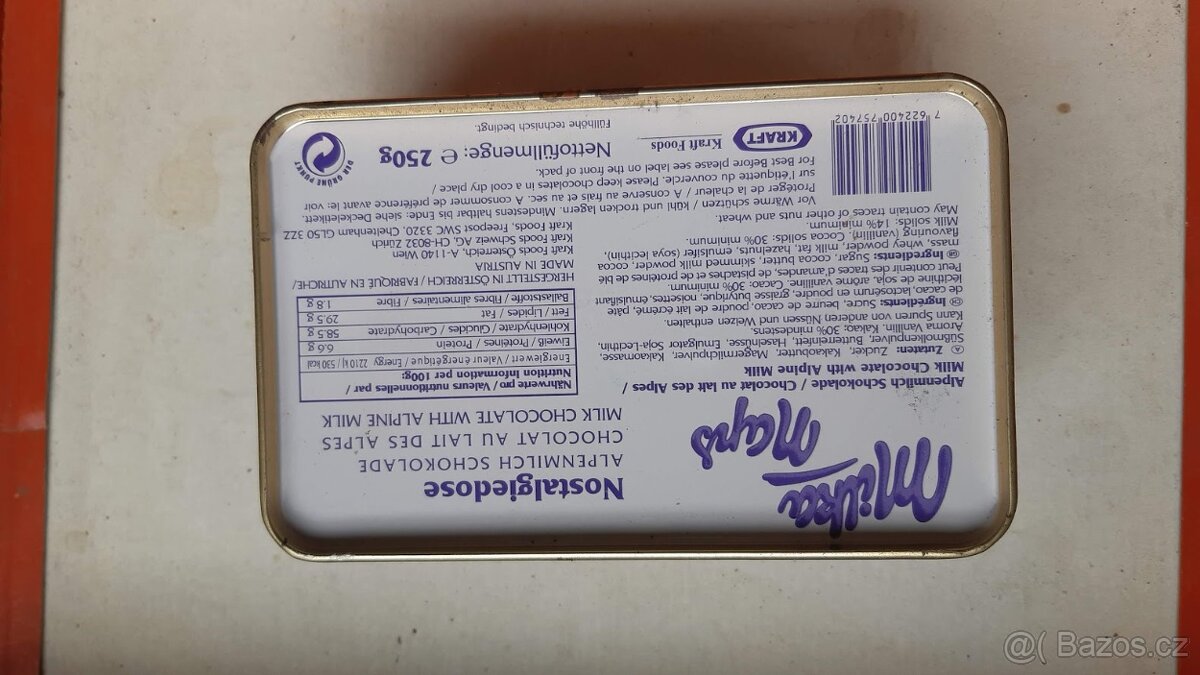 Milka
Naps
Nostalgiedose
ALPENMILCH SCHOKOLADE
CHOCOLAT AU LAIT DES ALPES
MILK CHOCOLATE WITH ALPINE MILK
Alpenmilch Schokolade / Chocolat au lait des Alpes /
Milk Chocolate with Alpine Milk
A Zutaten: Zucker, Kakaobutter, Magermilchpulver, Kakaomasse,
Süßmolkenpulver, Butterreinfett, Haselnüsse, Emulgator Soja-Lecithin,
Aroma Vanillin. Kakao: 30% mindestens.
Kann Spuren von anderen Nüssen und Weizen enthalten.
Ingrédients: Sucre, beurre de cacao, poudre de lait écrémé, pâte
de cacao, lactosérum en poudre, graisse butyrique, noisettes, émulsifiant
lécithine de soja, arôme vanilline. Cacao: 30% minimum.
Peut contenir des traces d'amandes, de pistaches et de protéines de blé
GB Ingredients: Sugar, cocoa butter, skimmed milk powder, cocoa
mass, whey powder, milk fat, hazelnuts, emulsifier (soya lecithin),
flavouring (vanillin). Cocoa solids: 30% minimum.
Milk solids: 14% minimum.
May contain traces of other nuts and wheat.
Nährwerte pro / Valeurs nutritionnelles par /
Nutrition Information per 100g:
Energiewert / Valeur énergétique / Energy 2210 kJ / 530 kcal
Eiweiß / Protéines / Protein 6.6 g
Kohlenhydrate / Glucides / Carbohydrate 58.5 g
Fett / Lipides / Fat 29.5 g
Ballaststoffe / Fibres alimentaires / Fibre 1.8 g
HERGESTELLT IN ÖSTERREICH / FABRIQUÉ EN AUTRICHE/
MADE IN AUSTRIA
Kraft Foods Österreich, A-1140 Wien
Kraft Foods Schweiz AG, CH-8032 Zürich
Kraft Foods, Freepost SWC 3320, Cheltenham GL50 3ZZ
Vor Wärme schützen / kühl und trocken lagern. Mindestens haltbar bis Ende: siehe Deckeletikett.
Protéger de la chaleur / A conserver au frais et au sec. A consommer de préférence avant le: voir
sur l'étiquette du couvercle. Please keep chocolates in a cool dry place /
For Best Before please see label on the front of pack.
KRAFT
Kraft Foods
Nettofüllmenge: e 250g
Füllhöhe technisch bedingt.
DER GRÜNE PUNKT
7 622400 757402
@( Bazos.cz